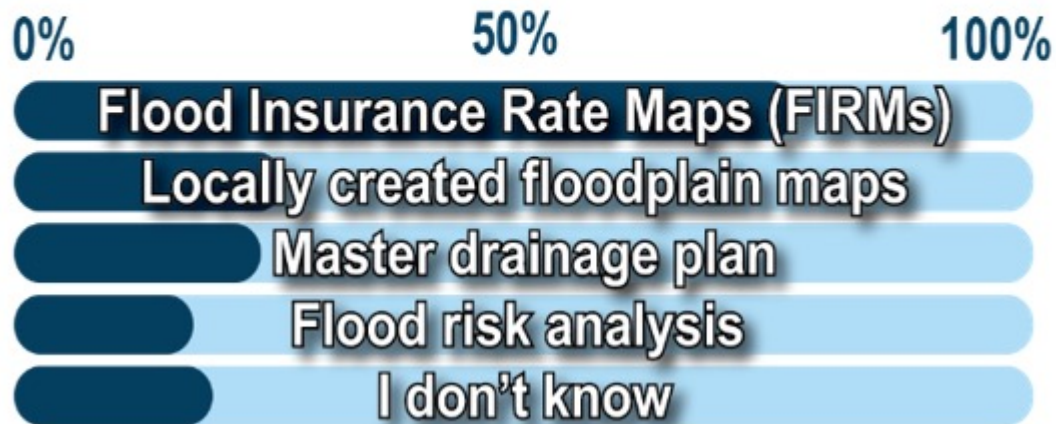 0% 50% 100%
Flood Insurance Rate Maps (FIRMs)
Locally created floodplain maps
Master drainage plan
Flood risk analysis
I don't know